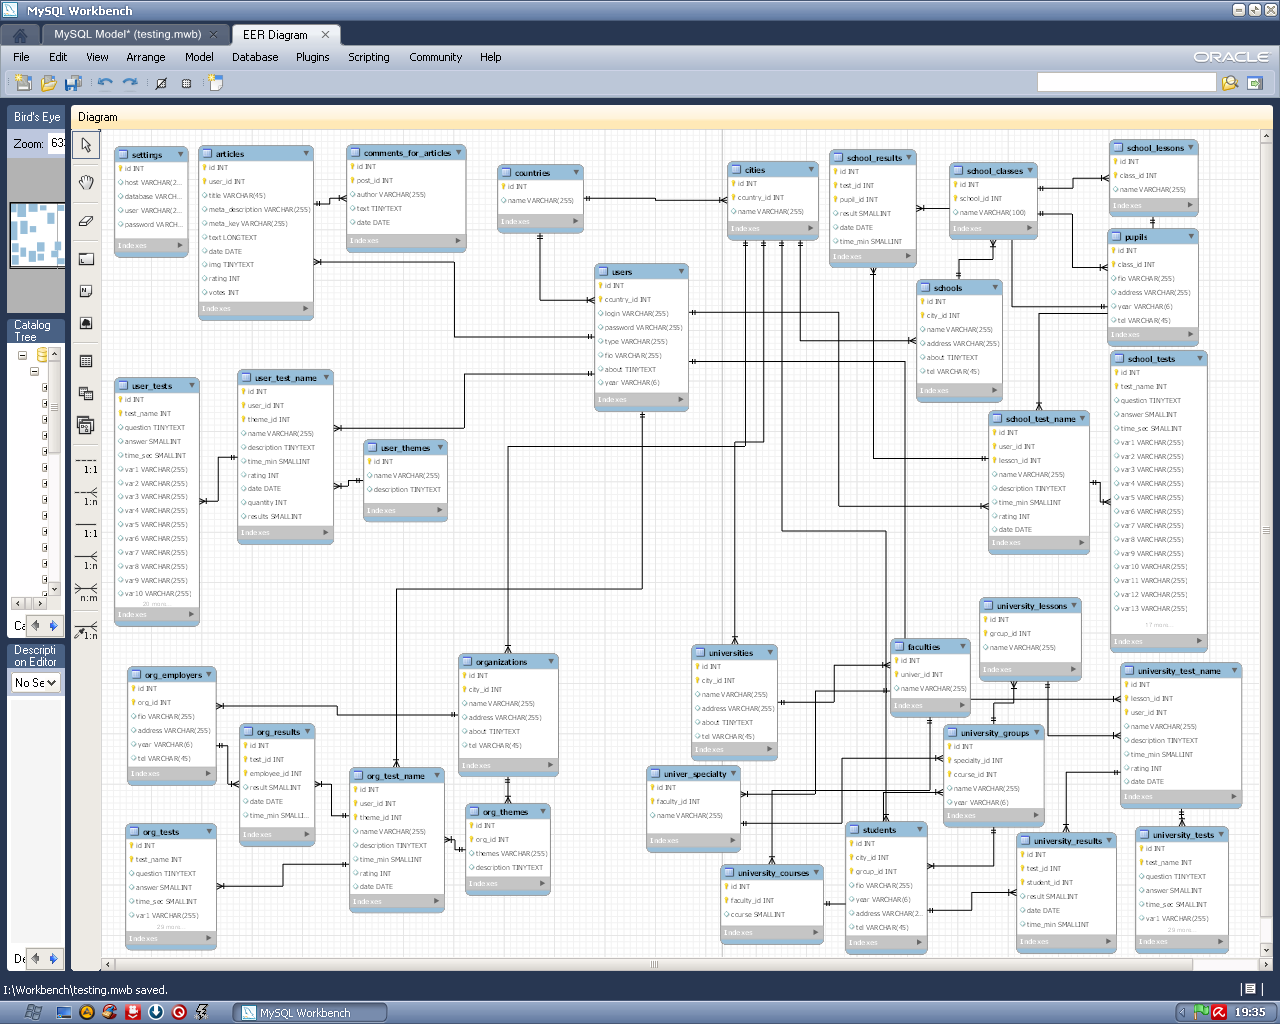 MySQL Workbench
MySQL Model* (testing.mwb)
EER Diagram
File Edit View Arrange Model Database Plugins Scripting Community Help
ORACLE
Bird's Eye
Zoom: 63
Catalog Tree
Descripti on Editor
No Se
Diagram
1:1
1:n
1:1
1:n
n:m
1:n
settings
id INT
host VARCHAR(2...
database VARCH...
user VARCHAR(2...
password VARCH...
Indexes
articles
id INT
user_id INT
title VARCHAR(45)
meta_description VARCHAR(255)
meta_key VARCHAR(255)
text LONGTEXT
date DATE
img TINYTEXT
rating INT
votes INT
Indexes
comments_for_articles
id INT
post_id INT
author VARCHAR(255)
text TINYTEXT
date DATE
Indexes
countries
id INT
name VARCHAR(255)
Indexes
cities
id INT
country_id INT
name VARCHAR(255)
Indexes
school_results
id INT
test_id INT
pupil_id INT
result SMALLINT
date DATE
time_min SMALLINT
Indexes
school_classes
id INT
school_id INT
name VARCHAR(100)
Indexes
school_lessons
id INT
class_id INT
name VARCHAR(255)
Indexes
pupils
id INT
class_id INT
fio VARCHAR(255)
address VARCHAR(255)
year VARCHAR(6)
tel VARCHAR(45)
Indexes
users
id INT
country_id INT
login VARCHAR(255)
password VARCHAR(255)
type VARCHAR(255)
fio VARCHAR(255)
about TINYTEXT
year VARCHAR(6)
Indexes
schools
id INT
city_id INT
name VARCHAR(255)
address VARCHAR(255)
about TINYTEXT
tel VARCHAR(45)
Indexes
school_tests
id INT
test_name INT
question TINYTEXT
answer SMALLINT
time_sec SMALLINT
var1 VARCHAR(255)
var2 VARCHAR(255)
var3 VARCHAR(255)
var4 VARCHAR(255)
var5 VARCHAR(255)
var6 VARCHAR(255)
var7 VARCHAR(255)
var8 VARCHAR(255)
var9 VARCHAR(255)
var10 VARCHAR(255)
var11 VARCHAR(255)
var12 VARCHAR(255)
var13 VARCHAR(255)
17 more...
Indexes
user_tests
id INT
test_name INT
question TINYTEXT
answer SMALLINT
time_sec SMALLINT
var1 VARCHAR(255)
var2 VARCHAR(255)
var3 VARCHAR(255)
var4 VARCHAR(255)
var5 VARCHAR(255)
var6 VARCHAR(255)
var7 VARCHAR(255)
var8 VARCHAR(255)
var9 VARCHAR(255)
var10 VARCHAR(255)
20 more...
Indexes
user_test_name
id INT
user_id INT
theme_id INT
name VARCHAR(255)
description TINYTEXT
time_min SMALLINT
rating INT
date DATE
quantity INT
results SMALLINT
Indexes
user_themes
id INT
name VARCHAR(255)
description TINYTEXT
Indexes
school_test_name
id INT
user_id INT
lesson_id INT
name VARCHAR(255)
description TINYTEXT
time_min SMALLINT
rating INT
date DATE
Indexes
university_lessons
id INT
group_id INT
name VARCHAR(255)
Indexes
organizations
id INT
city_id INT
name VARCHAR(255)
address VARCHAR(255)
about TINYTEXT
tel VARCHAR(45)
Indexes
universities
id INT
city_id INT
name VARCHAR(255)
address VARCHAR(255)
about TINYTEXT
tel VARCHAR(45)
Indexes
faculties
id INT
univer_id INT
name VARCHAR(255)
Indexes
university_test_name
id INT
lesson_id INT
user_id INT
name VARCHAR(255)
description TINYTEXT
time_min SMALLINT
rating INT
date DATE
Indexes
org_employers
id INT
org_id INT
fio VARCHAR(255)
address VARCHAR(255)
year VARCHAR(6)
tel VARCHAR(45)
Indexes
org_results
id INT
test_id INT
employee_id INT
result SMALLINT
date DATE
time_min SMALLI...
Indexes
org_test_name
id INT
user_id INT
theme_id INT
name VARCHAR(255)
description TINYTEXT
time_min SMALLINT
rating INT
date DATE
Indexes
org_themes
id INT
org_id INT
themes VARCHAR(255)
description TINYTEXT
Indexes
org_tests
id INT
test_name INT
question TINYTEXT
answer SMALLINT
time_sec SMALLINT
var1 VARCHAR(255)
29 more...
Indexes
univer_specialty
id INT
faculty_id INT
name VARCHAR(255)
Indexes
university_groups
id INT
specialty_id INT
course_id INT
name VARCHAR(255)
year VARCHAR(6)
Indexes
students
id INT
city_id INT
group_id INT
fio VARCHAR(255)
year VARCHAR(6)
address VARCHAR(2...
tel VARCHAR(45)
Indexes
university_courses
id INT
faculty_id INT
course SMALLINT
Indexes
university_results
id INT
test_id INT
student_id INT
result SMALLINT
date DATE
time_min SMALLINT
Indexes
university_tests
id INT
test_name INT
question TINYTEXT
answer SMALLINT
time_sec SMALLINT
var1 VARCHAR(255)
29 more...
Indexes
I:\Workbench\testing.mwb saved.
MySQL Workbench
19:35